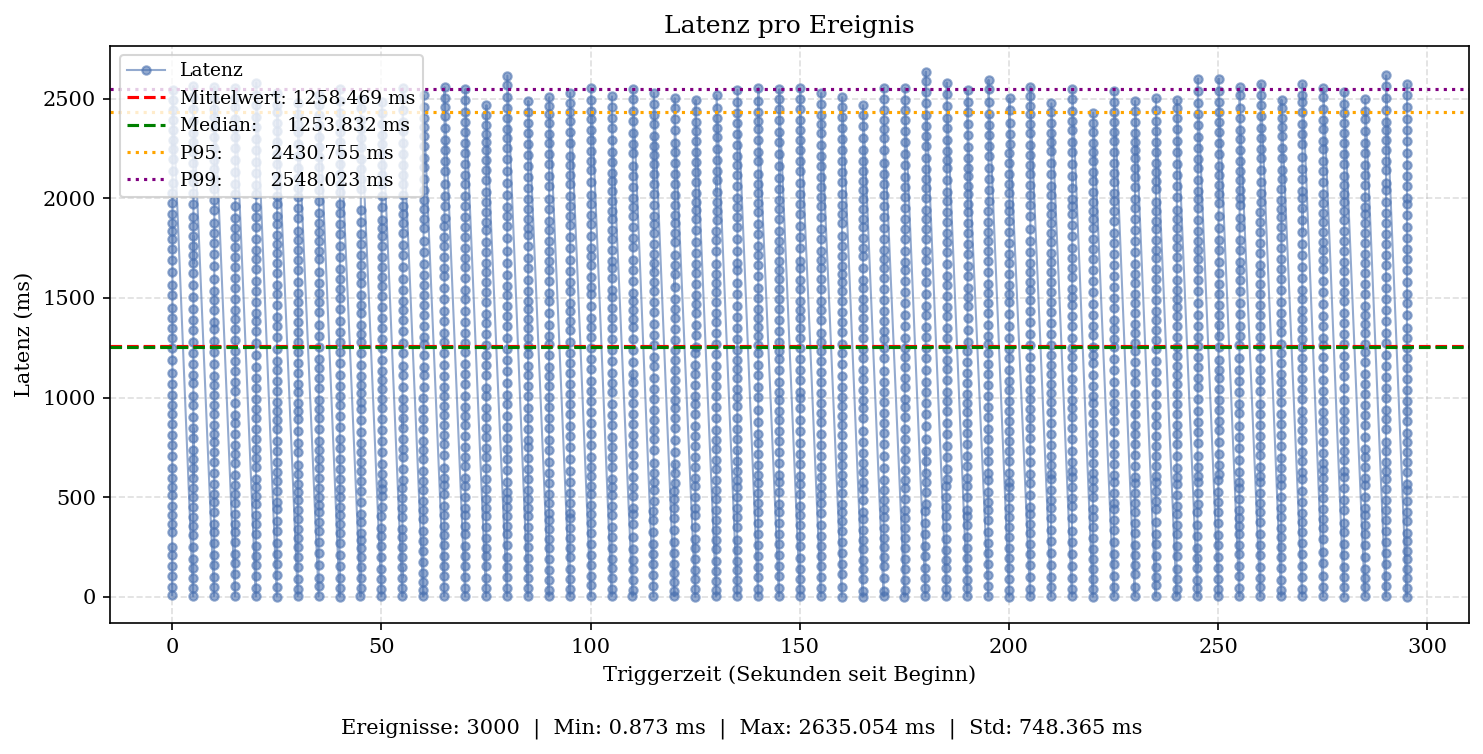 Latenz pro Ereignis
Latenz
Mittelwert: 1258.469 ms
Median: 1253.832 ms
P95: 2430.755 ms
P99: 2548.023 ms
Latenz (ms)
2500
2000
1500
1000
500
0
0 50 100 150 200 250 300
Triggerzeit (Sekunden seit Beginn)
Ereignisse: 3000 | Min: 0.873 ms | Max: 2635.054 ms | Std: 748.365 ms